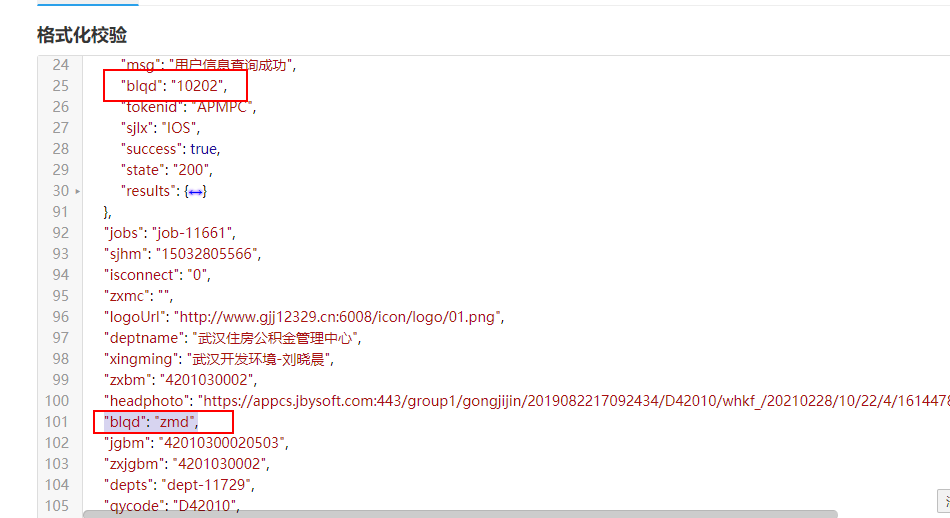 格式化校验
24 "msg": "用户信息查询成功",
25 "blqd": "10202",
26 "tokenid": "APMPC",
27 "sjlx": "IOS",
28 "success": true,
29 "state": "200",
30 "results": {↔}
91 },
92 "jobs": "job-11661",
93 "sjhm": "15032805566",
94 "isconnect": "0",
95 "zxmc": "",
96 "logoUrl": "http://www.gjj12329.cn:6008/icon/logo/01.png",
97 "deptname": "武汉住房公积金管理中心",
98 "xingming": "武汉开发环境-刘晓晨",
99 "zxbm": "4201030002",
100 "headphoto": "https://appcs.jbysoft.com:443/group1/gongjijin/2019082217092434/D42010/whkf_/20210228/10/22/4/1614478
101 "blqd": "zmd",
102 "jgbm": "42010300020503",
103 "zxjgbm": "4201030002",
104 "depts": "dept-11729",
105 "qycode": "D42010",